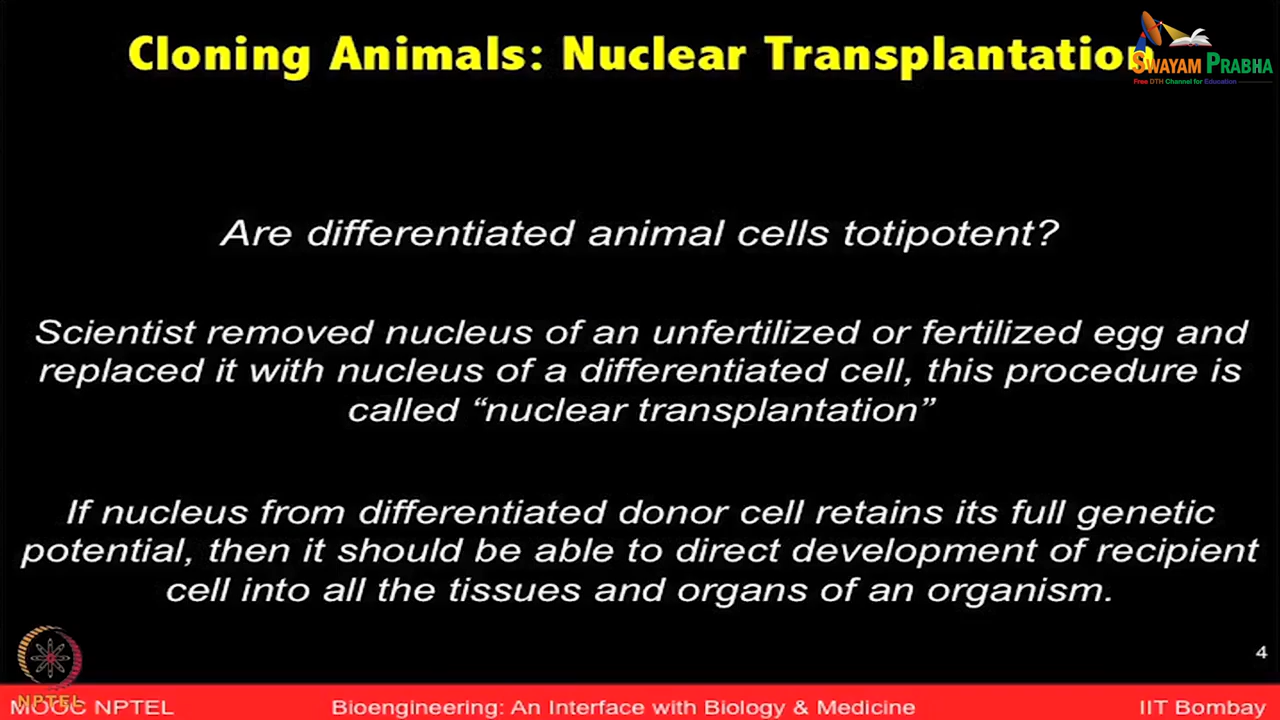 Cloning Animals: Nuclear Transplantation
SWAYAM PRABHA
Free DTH Channel for Education
Are differentiated animal cells totipotent?
Scientist removed nucleus of an unfertilized or fertilized egg and
replaced it with nucleus of a differentiated cell, this procedure is
called “nuclear transplantation”
If nucleus from differentiated donor cell retains its full genetic
potential, then it should be able to direct development of recipient
cell into all the tissues and organs of an organism.
4
NPTEL
MOOC NPTEL Bioengineering: An Interface with Biology & Medicine IIT Bombay